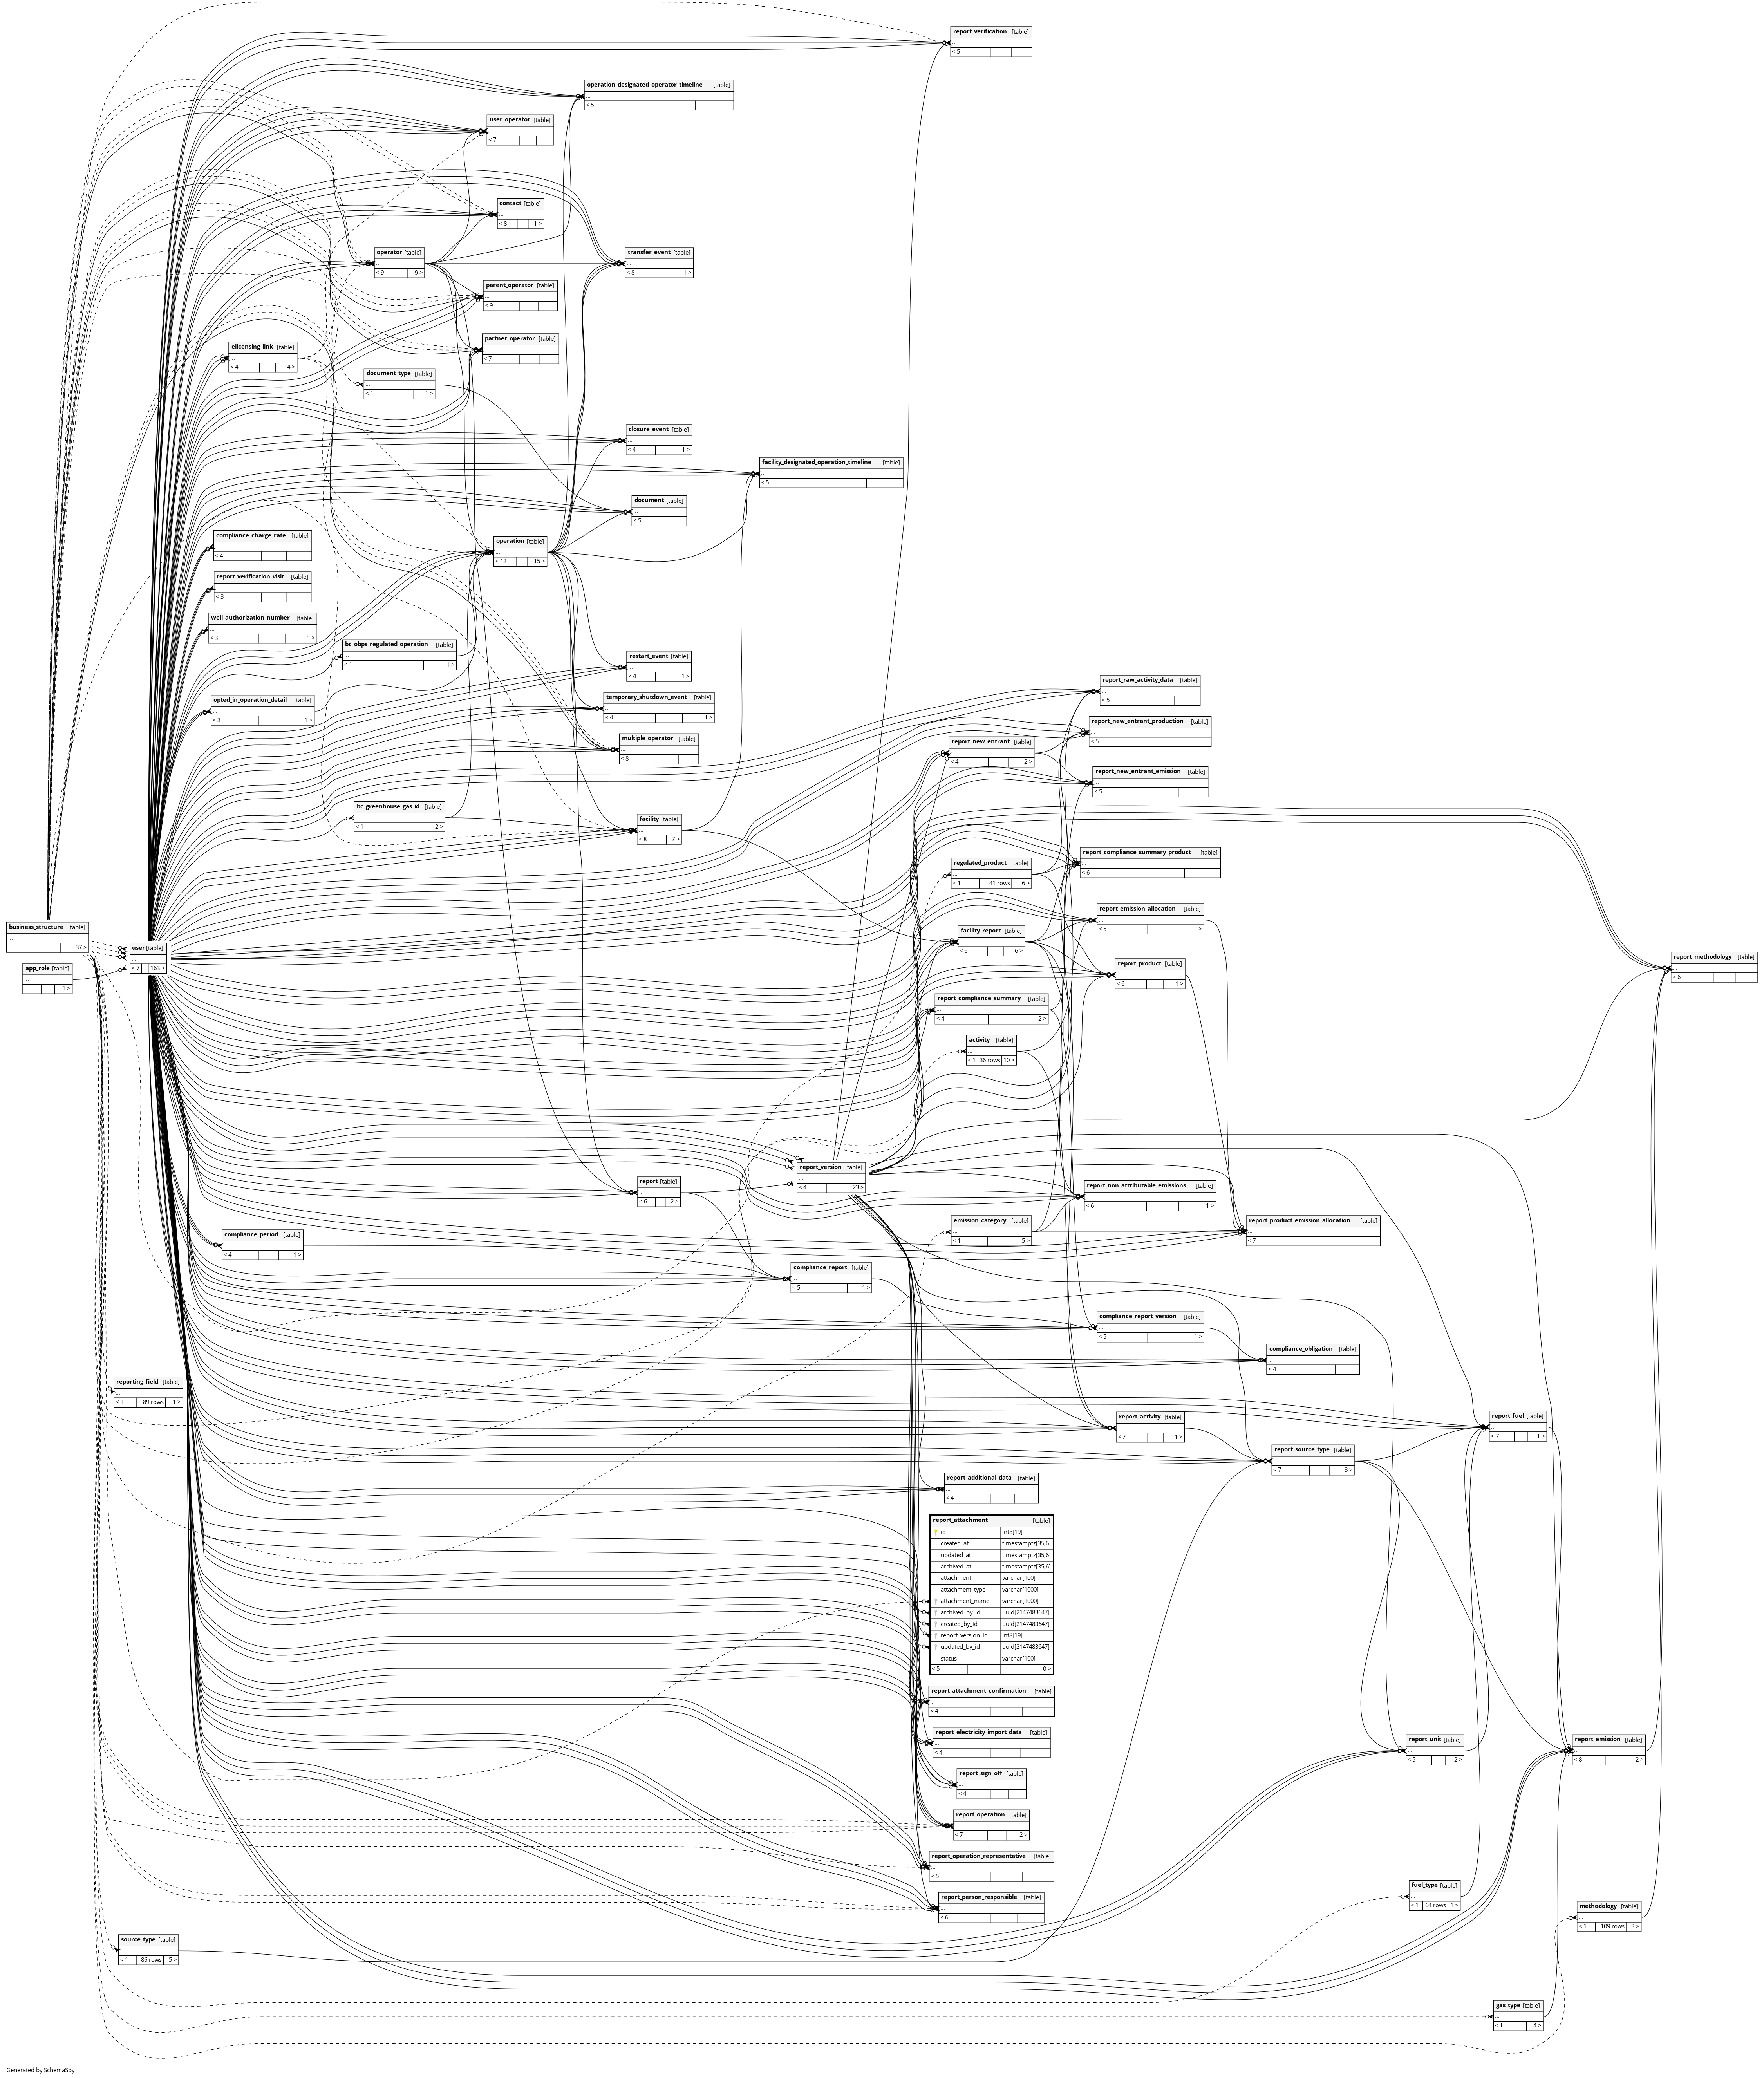 report_verification [table]
...
< 5
operation_designated_operator_timeline [table]
...
< 5
user_operator [table]
...
< 7
contact [table]
...
< 8 1 >
operator [table]
...
< 9 9 >
transfer_event [table]
...
< 8 1 >
parent_operator [table]
...
< 9
partner_operator [table]
...
< 7
elicensing_link [table]
...
< 4 4 >
document_type [table]
...
< 1 1 >
closure_event [table]
...
< 4 1 >
facility_designated_operation_timeline [table]
...
< 5
document [table]
...
< 5
compliance_charge_rate [table]
...
< 4
operation [table]
...
< 12 15 >
report_verification_visit [table]
...
< 3
well_authorization_number [table]
...
< 3 1 >
bc_obps_regulated_operation [table]
...
< 1 1 >
restart_event [table]
...
< 4 1 >
opted_in_operation_detail [table]
...
< 3 1 >
temporary_shutdown_event [table]
...
< 4 1 >
report_raw_activity_data [table]
...
< 5
report_new_entrant_production [table]
...
< 5
multiple_operator [table]
...
< 8
report_new_entrant [table]
...
< 4 2 >
report_new_entrant_emission [table]
...
< 5
bc_greenhouse_gas_id [table]
...
< 1 2 >
facility [table]
...
< 8 7 >
report_compliance_summary_product [table]
...
< 6
regulated_product [table]
...
< 1 41 rows 6 >
report_emission_allocation [table]
...
< 5 1 >
business_structure [table]
...
37 >
facility_report [table]
...
< 6 6 >
user [table]
...
< 7 163 >
app_role [table]
...
1 >
report_product [table]
...
< 6 1 >
report_methodology [table]
...
< 6
report_compliance_summary [table]
...
< 4 2 >
activity [table]
...
< 1 36 rows 10 >
report_version [table]
...
< 4 23 >
report [table]
...
< 6 2 >
report_non_attributable_emissions [table]
...
< 6 1 >
emission_category [table]
...
< 1 5 >
report_product_emission_allocation [table]
...
< 7
compliance_period [table]
...
< 4 1 >
compliance_report [table]
...
< 5 1 >
compliance_report_version [table]
...
< 5 1 >
compliance_obligation [table]
...
< 4
reporting_field [table]
...
< 1 89 rows 1 >
report_activity [table]
...
< 7 1 >
report_fuel [table]
...
< 7 1 >
report_source_type [table]
...
< 7 3 >
report_additional_data [table]
...
< 4
report_attachment [table]
id int8[19]
created_at timestamptz[35,6]
updated_at timestamptz[35,6]
archived_at timestamptz[35,6]
attachment varchar[100]
attachment_type varchar[1000]
attachment_name varchar[1000]
archived_by_id uuid[2147483647]
created_by_id uuid[2147483647]
report_version_id int8[19]
updated_by_id uuid[2147483647]
status varchar[100]
< 5 0 >
report_attachment_confirmation [table]
...
< 4
report_electricity_import_data [table]
...
< 4
report_unit [table]
...
< 5 2 >
report_emission [table]
...
< 8 2 >
report_sign_off [table]
...
< 4
report_operation [table]
...
< 7 2 >
report_operation_representative [table]
...
< 5
report_person_responsible [table]
...
< 6
fuel_type [table]
...
< 1 64 rows 1 >
methodology [table]
...
< 1 109 rows 3 >
source_type [table]
...
< 1 86 rows 5 >
gas_type [table]
...
< 1 4 >
Generated by SchemaSpy